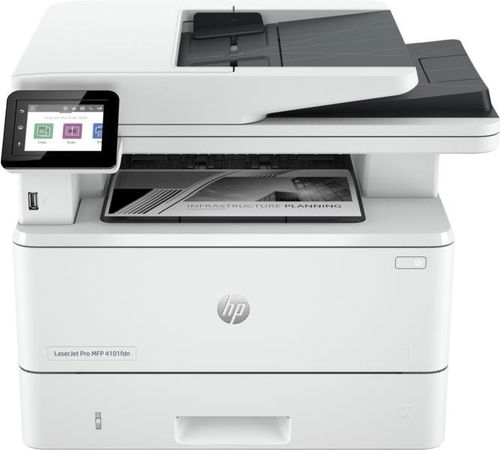 Copy
Scan
INFRASTRUCTURE PLANNING
hp
LaserJet Pro MFP 4101fdn
1
2